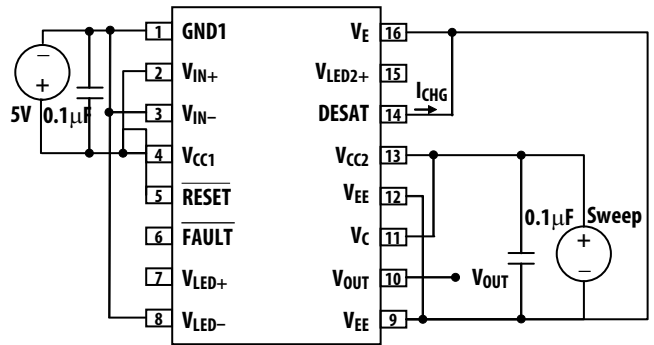 1 GND1 VE 16
2 VIN+ VLED2+ 15
ICHG
3 VIN– DESAT 14
5V 0.1μF
4 VCC1 VCC2 13
5 RESET VEE 12
0.1μF Sweep
6 FAULT VC 11
7 VLED+ VOUT 10 VOUT
8 VLED– VEE 9